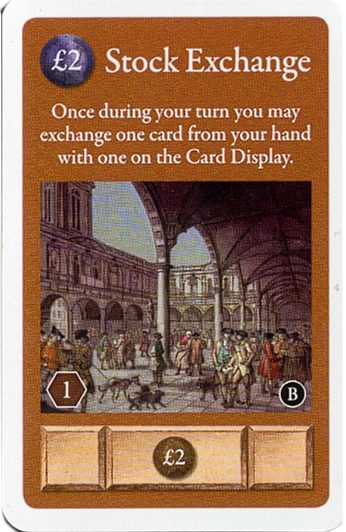 £2 Stock Exchange
Once during your turn you may
exchange one card from your hand
with one on the Card Display.
1
B
£2